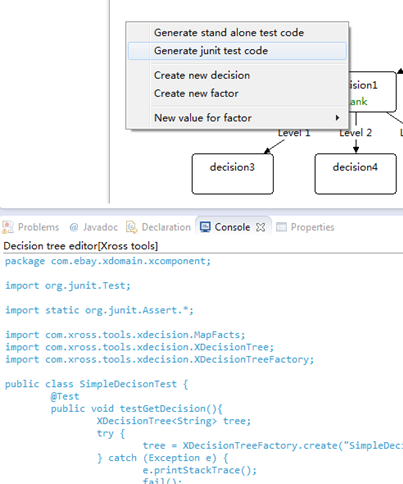 Generate stand alone test code
Generate junit test code
Create new decision
Create new factor
New value for factor
Level 1
Level 2
decision3
decision4
Problems
Javadoc
Declaration
Console
Properties
Decision tree editor[Xross tools]
package com.ebay.xdomain.xcomponent;
import org.junit.Test;
import static org.junit.Assert.*;
import com.xross.tools.xdecision.MapFacts;
import com.xross.tools.xdecision.XDecisionTree;
import com.xross.tools.xdecision.XDecisionTreeFactory;
public class SimpleDecisonTest {
@Test
public void testGetDecision(){
XDecisionTree<String> tree;
try {
tree = XDecisionTreeFactory.create("SimpleDeci
} catch (Exception e) {
e.printStackTrace();
fail();